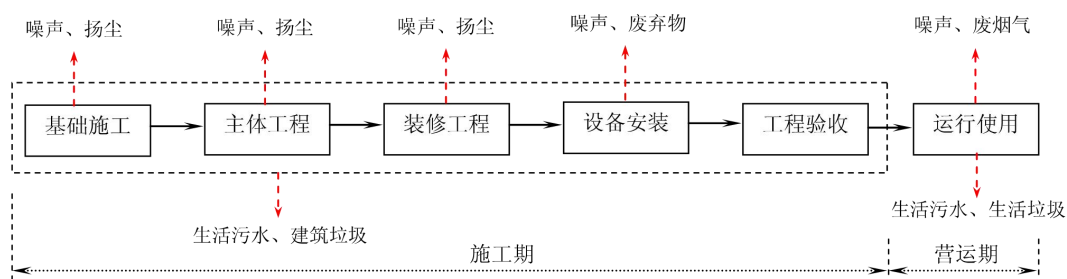 噪声、扬尘
噪声、扬尘
噪声、扬尘
噪声、废弃物
噪声、废烟气
基础施工
主体工程
装修工程
设备安装
工程验收
运行使用
生活污水、建筑垃圾
生活污水、生活垃圾
施工期
营运期